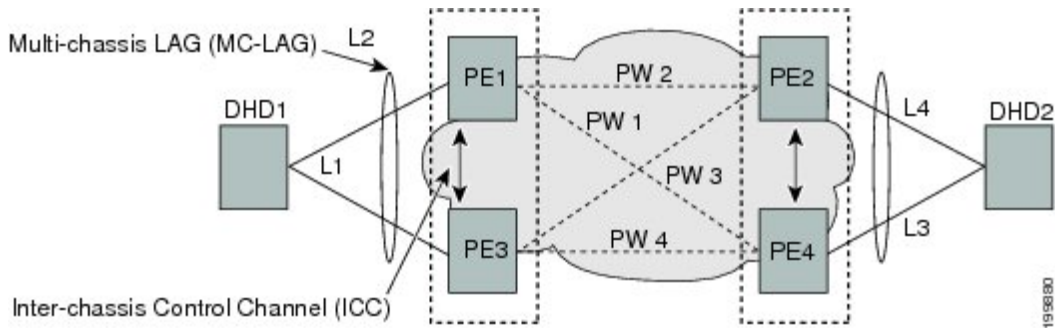 Multi-chassis LAG (MC-LAG)
L2
PE1
PW 2
PE2
DHD1
PW 1
L4
DHD2
L1
PW 3
PE3
PW 4
PE4
L3
Inter-chassis Control Channel (ICC)
199880